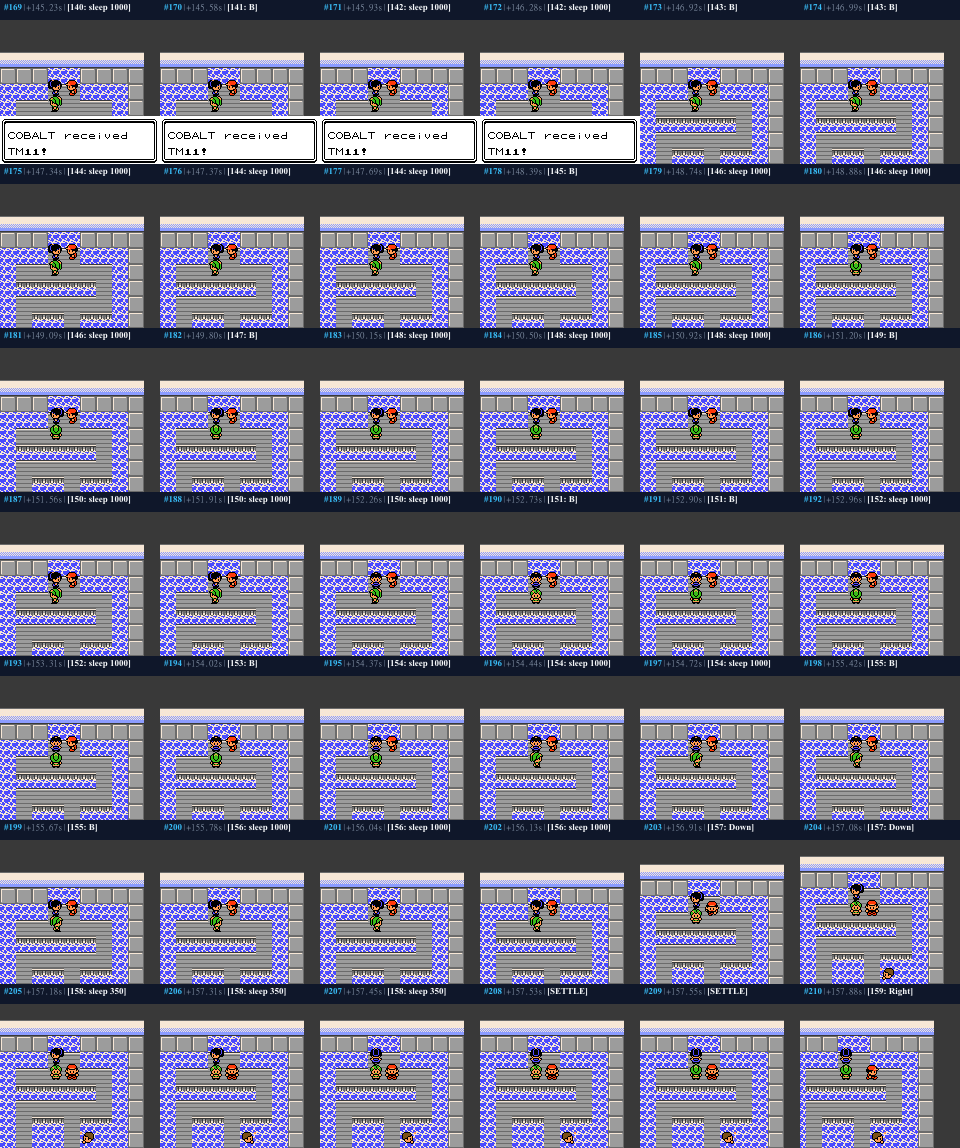 #169|+145.23s| [140: sleep 1000] #170|+145.58s| [141: B] #171|+145.93s| [142: sleep 1000] #172|+146.28s| [142: sleep 1000] #173|+146.92s| [143: B] #174|+146.99s| [143: B]
COBALT received COBALT received COBALT received COBALT received
TM11! TM11! TM11! TM11!
#175|+147.34s| [144: sleep 1000] #176|+147.37s| [144: sleep 1000] #177|+147.69s| [144: sleep 1000] #178|+148.39s| [145: B] #179|+148.74s| [146: sleep 1000] #180|+148.88s| [146: sleep 1000]
#181|+149.09s| [146: sleep 1000] #182|+149.80s| [147: B] #183|+150.15s| [148: sleep 1000] #184|+150.50s| [148: sleep 1000] #185|+150.92s| [148: sleep 1000] #186|+151.20s| [149: B]
#187|+151.56s| [150: sleep 1000] #188|+151.91s| [150: sleep 1000] #189|+152.26s| [150: sleep 1000] #190|+152.73s| [151: B] #191|+152.90s| [151: B] #192|+152.96s| [152: sleep 1000]
#193|+153.31s| [152: sleep 1000] #194|+154.02s| [153: B] #195|+154.37s| [154: sleep 1000] #196|+154.44s| [154: sleep 1000] #197|+154.72s| [154: sleep 1000] #198|+155.42s| [155: B]
#199|+155.67s| [155: B] #200|+155.78s| [156: sleep 1000] #201|+156.04s| [156: sleep 1000] #202|+156.13s| [156: sleep 1000] #203|+156.91s| [157: Down] #204|+157.08s| [157: Down]
#205|+157.18s| [158: sleep 350] #206|+157.31s| [158: sleep 350] #207|+157.45s| [158: sleep 350] #208|+157.53s| [SETTLE] #209|+157.55s| [SETTLE] #210|+157.88s| [159: Right]